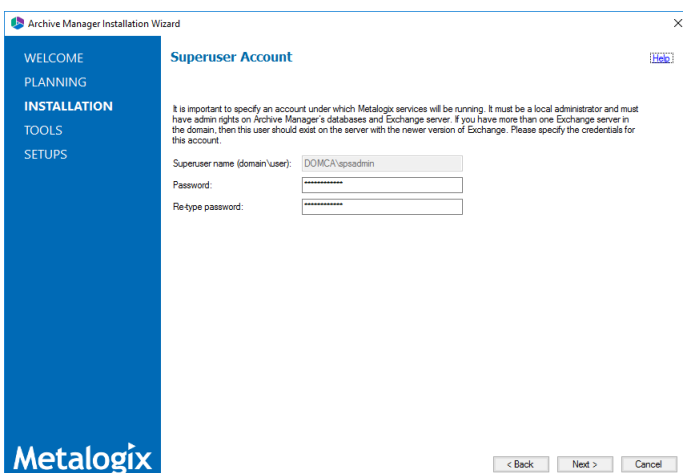 Archive Manager Installation Wizard
WELCOME
PLANNING
INSTALLATION
TOOLS
SETUPS
Superuser Account
Help
It is important to specify an account under which Metalogix services will be running. It must be a local administrator and must
have admin rights on Archive Manager's databases and Exchange server. If you have more than one Exchange server in
the domain, then this user should exist on the server with the newer version of Exchange. Please specify the credentials for
this account.
Superuser name (domain\user): DOMCA\spsadmin
Password: ************
Re-type password: ************
Metalogix
< Back Next > Cancel